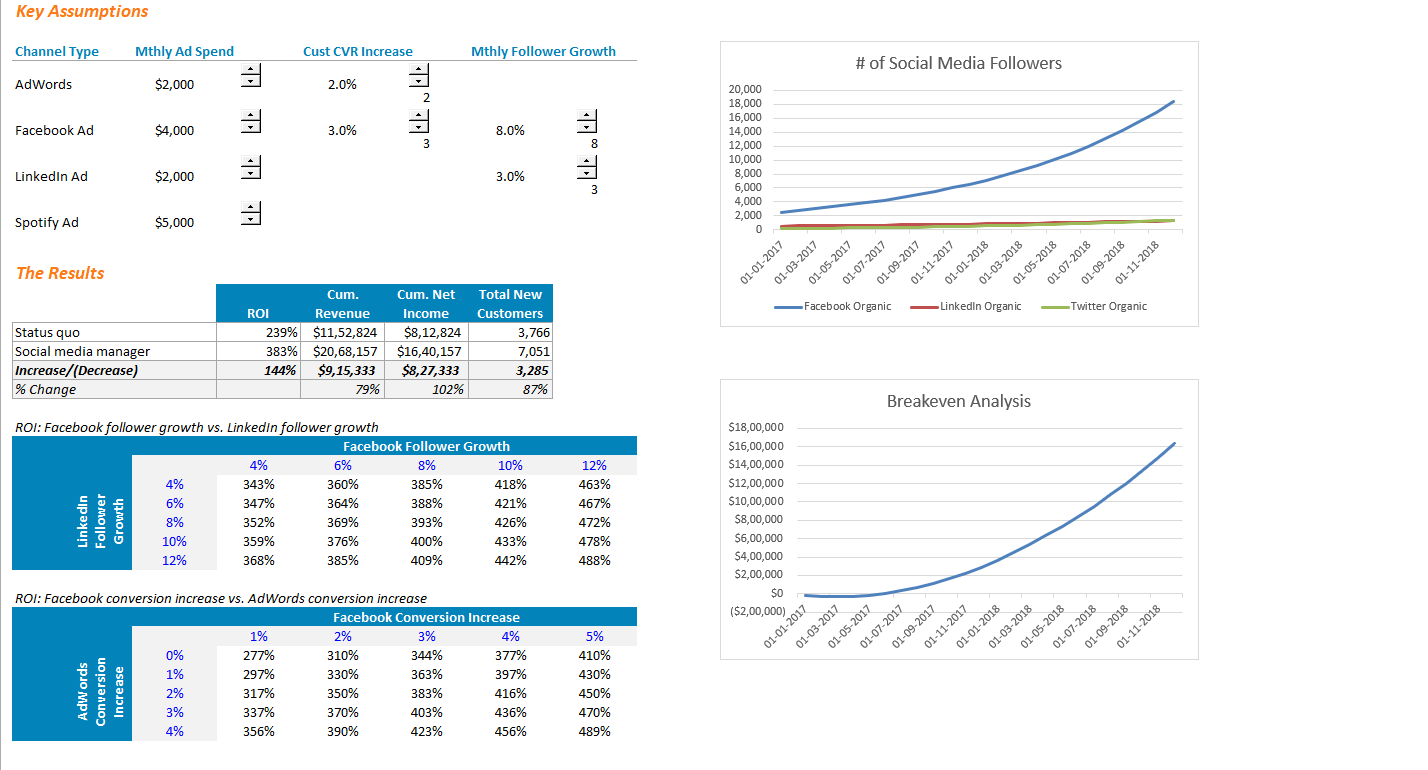 Key Assumptions
Channel Type Mthly Ad Spend Cust CVR Increase Mthly Follower Growth
AdWords $2,000 2.0%
2
Facebook Ad $4,000 3.0% 8.0%
3 8
LinkedIn Ad $2,000 3.0%
3
Spotify Ad $5,000
The Results
ROI Cum. Revenue Cum. Net Income Total New Customers
Status quo 239% $11,52,824 $8,12,824 3,766
Social media manager 383% $20,68,157 $16,40,157 7,051
Increase/(Decrease) 144% $9,15,333 $8,27,333 3,285
% Change 79% 102% 87%
ROI: Facebook follower growth vs. LinkedIn follower growth
Facebook Follower Growth
4% 6% 8% 10% 12%
LinkedIn Follower Growth
4% 343% 360% 385% 418% 463%
6% 347% 364% 388% 421% 467%
8% 352% 369% 393% 426% 472%
10% 359% 376% 400% 433% 478%
12% 368% 385% 409% 442% 488%
ROI: Facebook conversion increase vs. AdWords conversion increase
Facebook Conversion Increase
1% 2% 3% 4% 5%
AdWords Conversion Increase
0% 277% 310% 344% 377% 410%
1% 297% 330% 363% 397% 430%
2% 317% 350% 383% 416% 450%
3% 337% 370% 403% 436% 470%
4% 356% 390% 423% 456% 489%
# of Social Media Followers
20,000
18,000
16,000
14,000
12,000
10,000
8,000
6,000
4,000
2,000
0
01-01-2017 01-03-2017 01-05-2017 01-07-2017 01-09-2017 01-11-2017 01-01-2018 01-03-2018 01-05-2018 01-07-2018 01-09-2018 01-11-2018
Facebook Organic LinkedIn Organic Twitter Organic
Breakeven Analysis
$18,00,000
$16,00,000
$14,00,000
$12,00,000
$10,00,000
$8,00,000
$6,00,000
$4,00,000
$2,00,000
$0
($2,00,000)
01-01-2017 01-03-2017 01-05-2017 01-07-2017 01-09-2017 01-11-2017 01-01-2018 01-03-2018 01-05-2018 01-07-2018 01-09-2018 01-11-2018